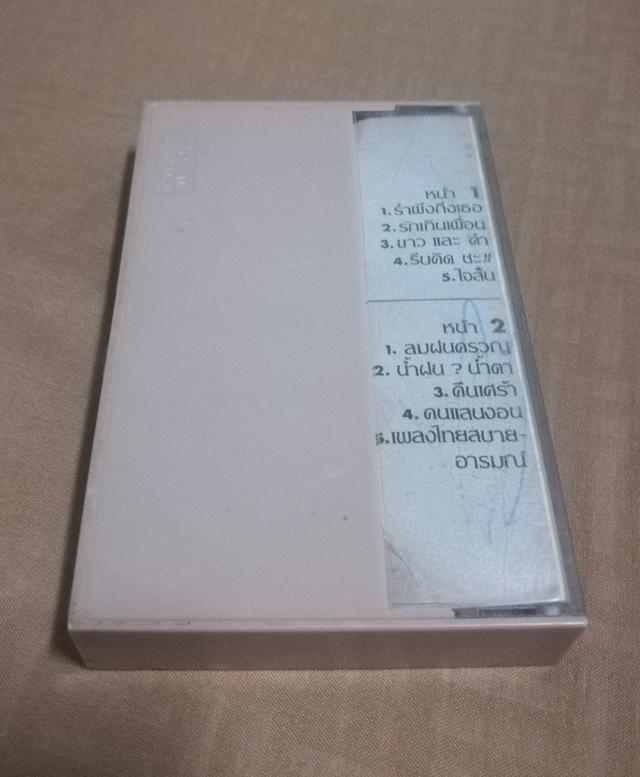 หน้า 1
1. รำพึงถึงเธอ
2. รักเกินเพื่อน
3. ขาว และ ดำ
4. รีบคิด ซะ!!
5. ใจสั่น
หน้า 2
1. ลมฝนครวญ
2. น้ำฝน ? น้ำตา
3. คืนเศร้า
4. คนแสนงอน
5. เพลงไทยสบาย-
อารมณ์